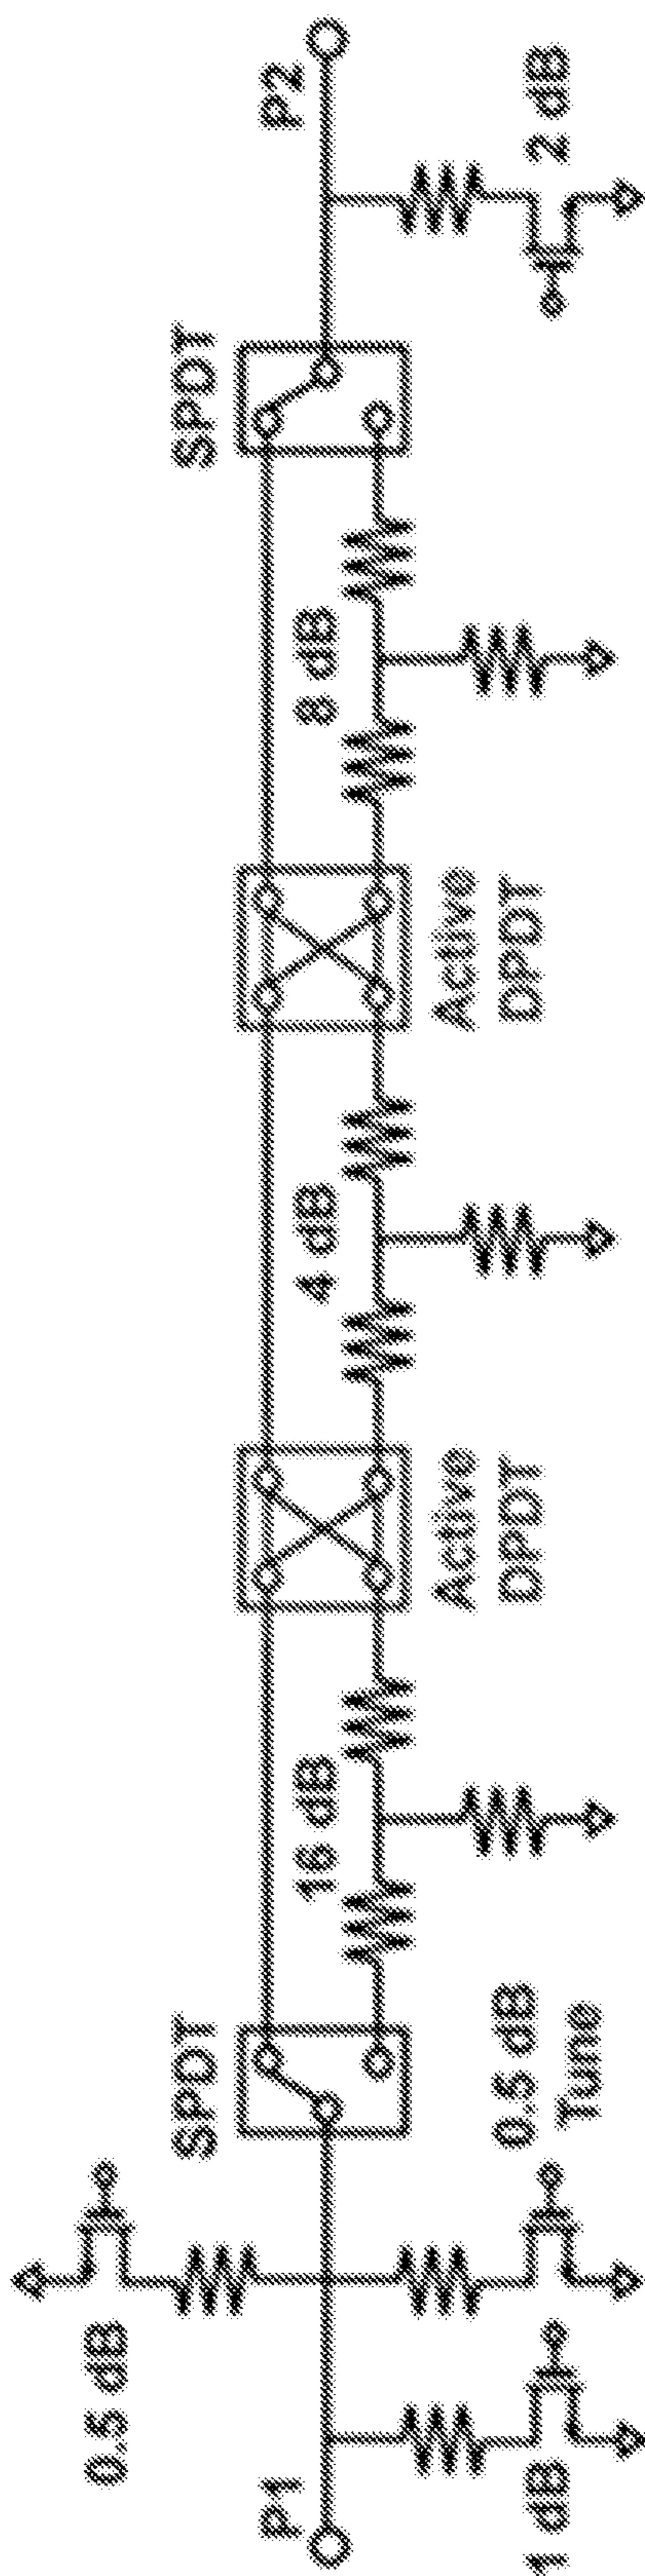 P1
1 dB
0.5 dB
0.5 dB
Tune
SPDT
16 dB
Active
DPDT
4 dB
Active
DPDT
8 dB
SPDT
P2
2 dB